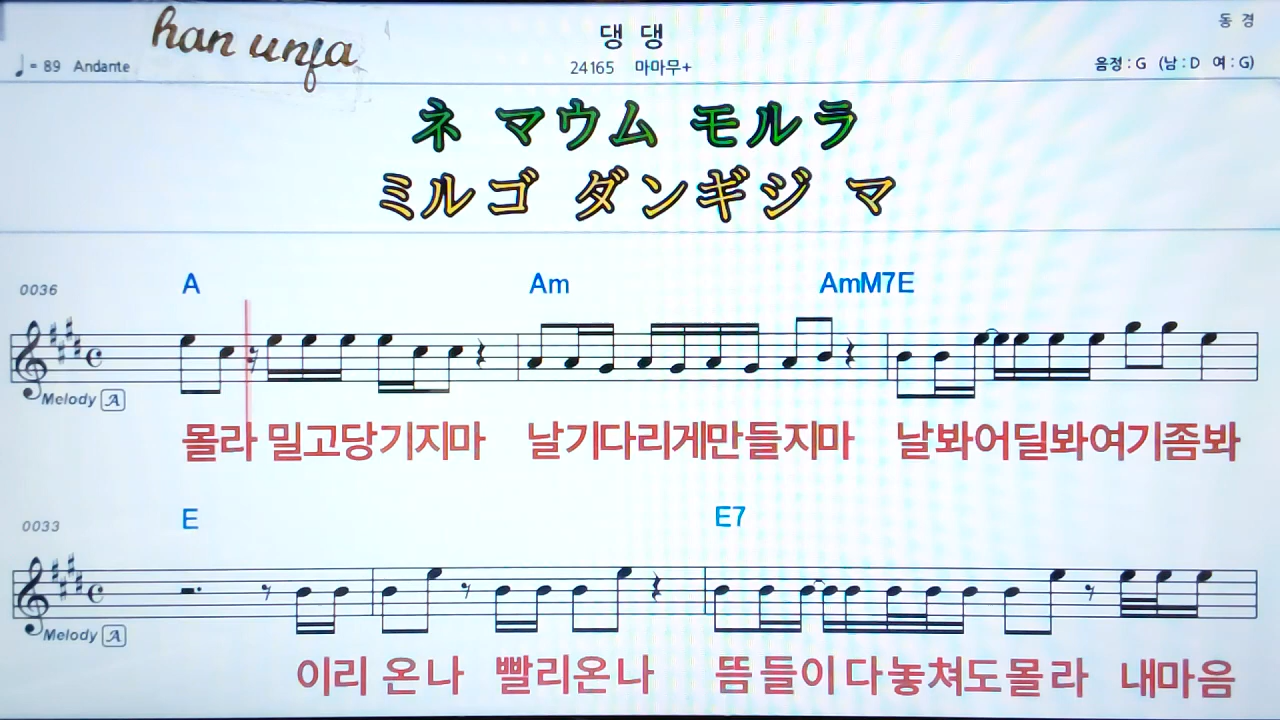 han unfa
댕 댕
동 경
♩= 89 Andante
24165 마마무+
음정 : G (남 : D 여 : G)
ネ マウム モルラ
ミルゴ ダンギジ マ
0036
A Am AmM7E
Melody A
몰라 밀고당기지마 날기다리게만들지마 날봐어딜봐여기좀봐
0033
E E7
Melody A
이리 온나 빨리온나 뜸들이다놓쳐도몰라 내마음